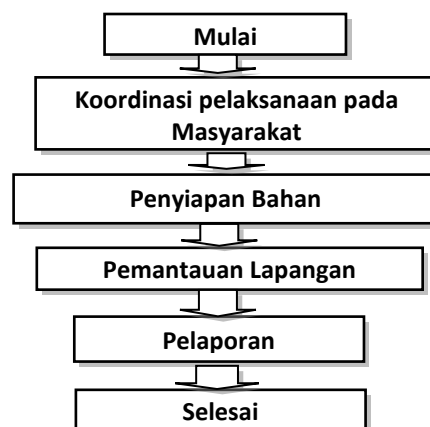 Mulai
Koordinasi pelaksanaan pada
Masyarakat
Penyiapan Bahan
Pemantauan Lapangan
Pelaporan
Selesai